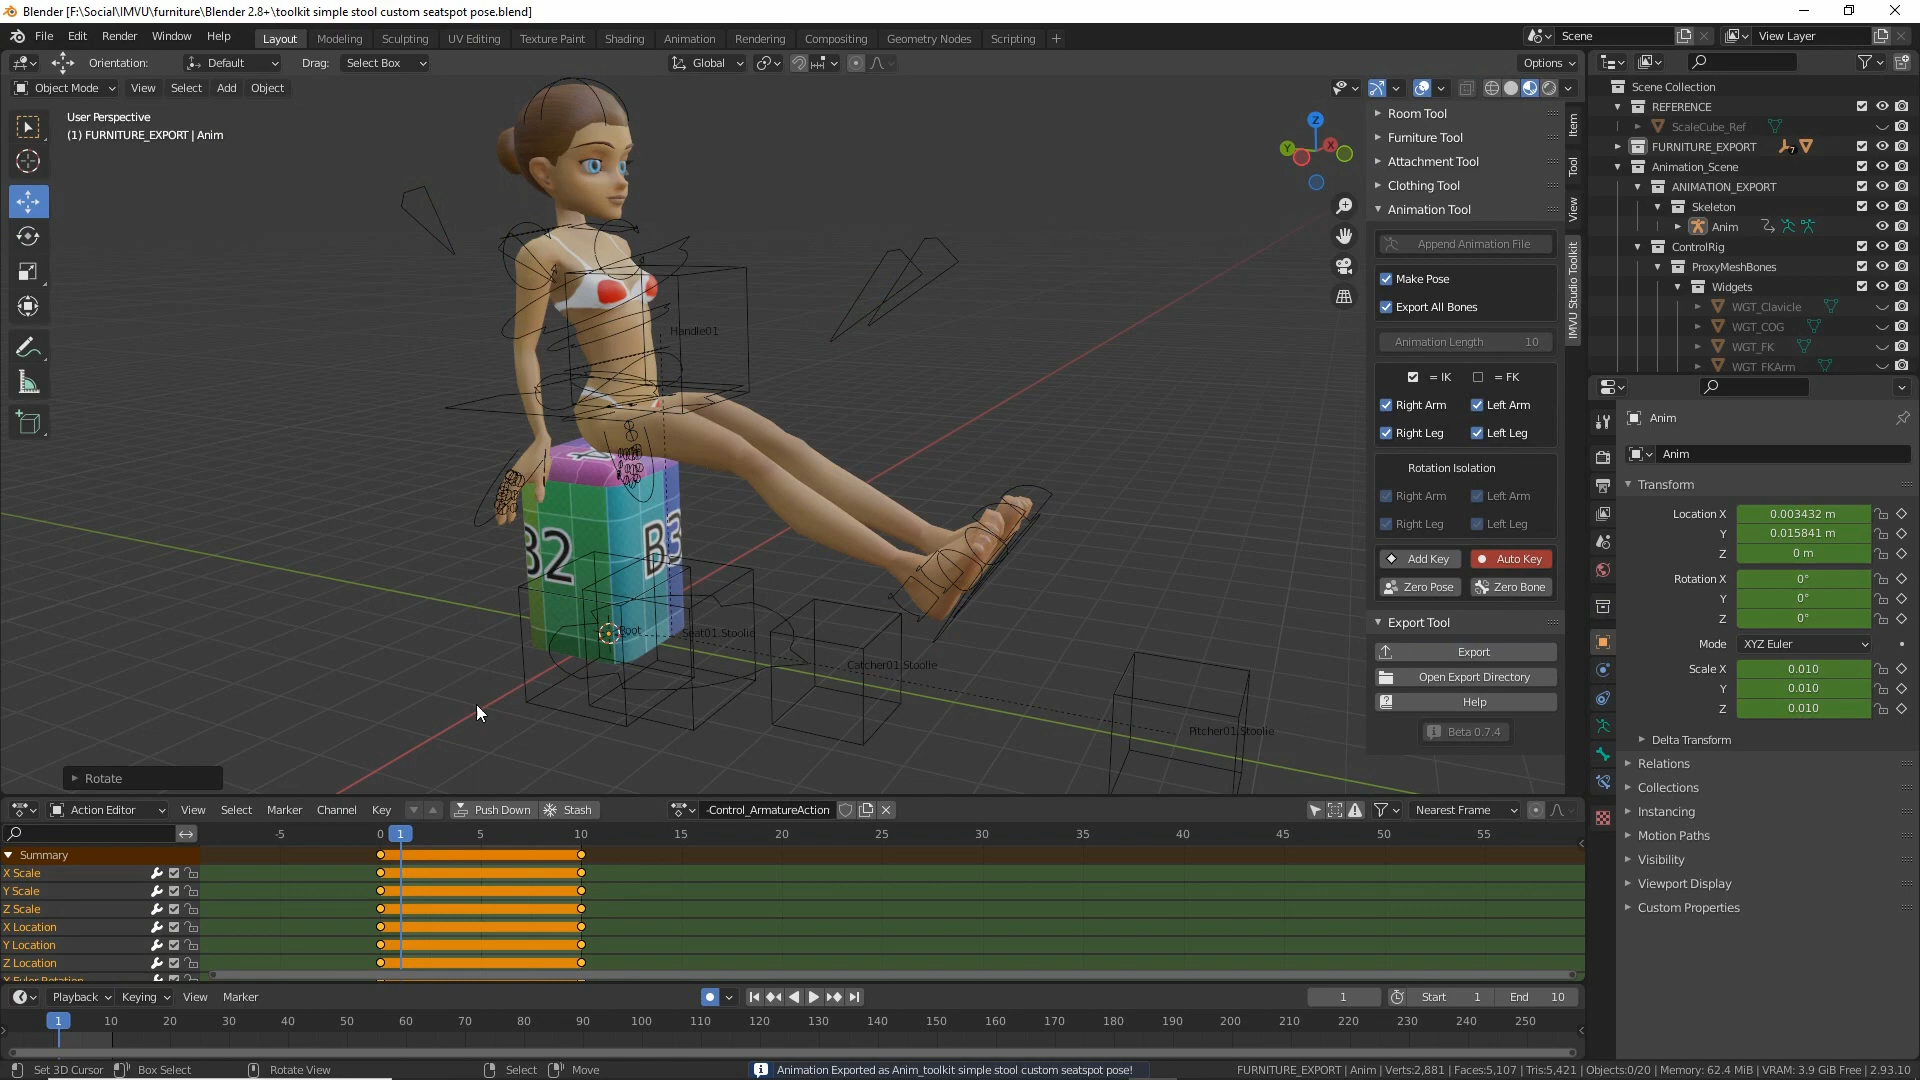 Blender [F:\Social\IMVU\furniture\Blender 2.8+\toolkit simple stool custom seatspot pose.blend]
File Edit Render Window Help Layout Modeling Sculpting UV Editing Texture Paint Shading Animation Rendering Compositing Geometry Nodes Scripting + Scene View Layer
Orientation: Default Drag: Select Box Global Options
Object Mode View Select Add Object
User Perspective
(1) FURNITURE_EXPORT | Anim
Z
Y
X
Handle01
4
B2
B3
Root
Seat01.Stoolie
Catcher01.Stoolie
Pitcher01.Stoolie
Rotate
Room Tool
Furniture Tool
Attachment Tool
Clothing Tool
Animation Tool
Append Animation File
Make Pose
Export All Bones
Animation Length 10
= IK = FK
Right Arm Left Arm
Right Leg Left Leg
Rotation Isolation
Right Arm Left Arm
Right Leg Left Leg
Add Key Auto Key
Zero Pose Zero Bone
Export Tool
Export
Open Export Directory
Help
Beta 0.7.4
Item
Tool
View
IMVU Studio Toolkit
Scene Collection
REFERENCE
ScaleCube_Ref
FURNITURE_EXPORT 7
Animation_Scene
ANIMATION_EXPORT
Skeleton
Anim
ControlRig
ProxyMeshBones
Widgets
WGT_Clavicle
WGT_COG
WGT_FK
WGT_FKArm
Anim
Anim
Transform
Location X 0.003432 m
Y 0.015841 m
Z 0 m
Rotation X 0°
Y 0°
Z 0°
Mode XYZ Euler
Scale X 0.010
Y 0.010
Z 0.010
Delta Transform
Relations
Collections
Instancing
Motion Paths
Visibility
Viewport Display
Custom Properties
Action Editor View Select Marker Channel Key Push Down Stash -Control_ArmatureAction Nearest Frame
-5 0 1 5 10 15 20 25 30 35 40 45 50 55
Summary
X Scale
Y Scale
Z Scale
X Location
Y Location
Z Location
X Euler Rotation
Playback Keying View Marker 1 Start 1 End 10
1 10 20 30 40 50 60 70 80 90 100 110 120 130 140 150 160 170 180 190 200 210 220 230 240 250
Set 3D Cursor Box Select Rotate View Select Move Animation Exported as Anim_toolkit simple stool custom seatspot pose! FURNITURE_EXPORT | Anim | Verts:2,881 | Faces:5,107 | Tris:5,421 | Objects:0/20 | Memory: 62.4 MiB | VRAM: 3.9 GiB Free | 2.93.10